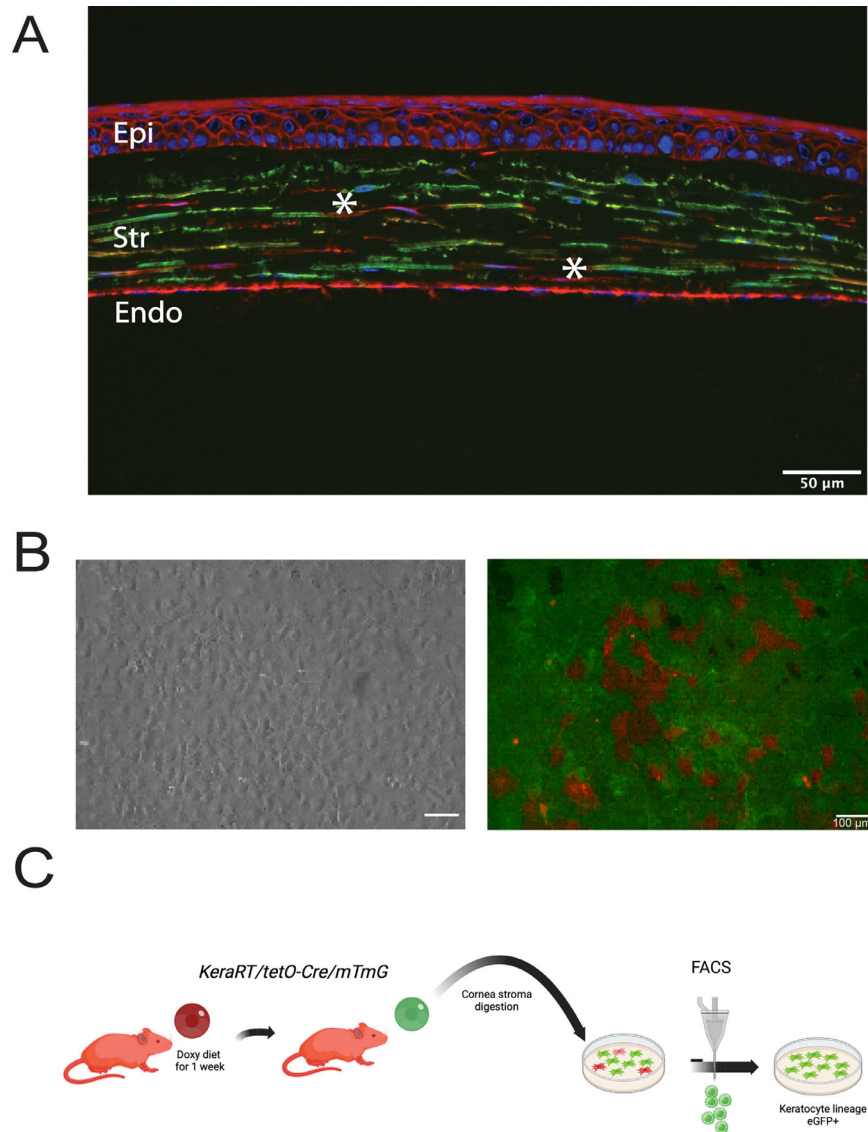 A
Epi
*
Str
*
Endo
50 µm
B
100 µm
C
KeraRT/tetO-Cre/mTmG
FACS
Cornea stroma
digestion
Doxy diet
for 1 week
Keratocyte lineage
eGFP+